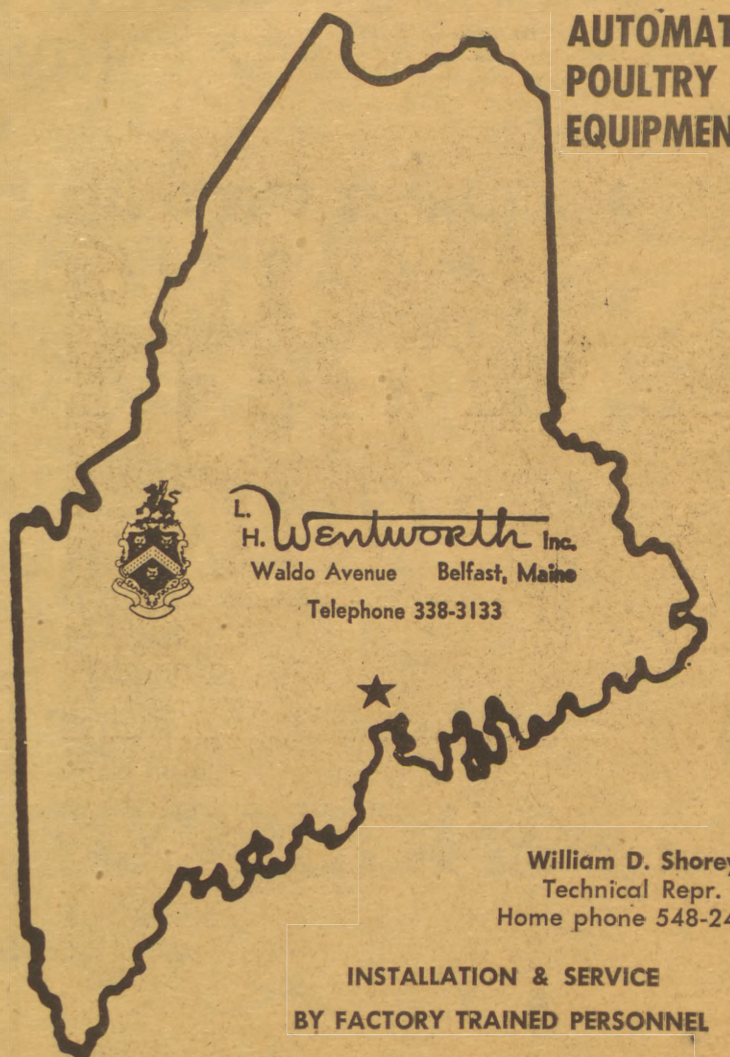 AUTOMAT
POULTRY
EQUIPMEN
L.
H. Wentworth Inc.
Waldo Avenue Belfast, Maine
Telephone 338-3133
William D. Shorey
Technical Repr.
Home phone 548-24
INSTALLATION & SERVICE
BY FACTORY TRAINED PERSONNEL